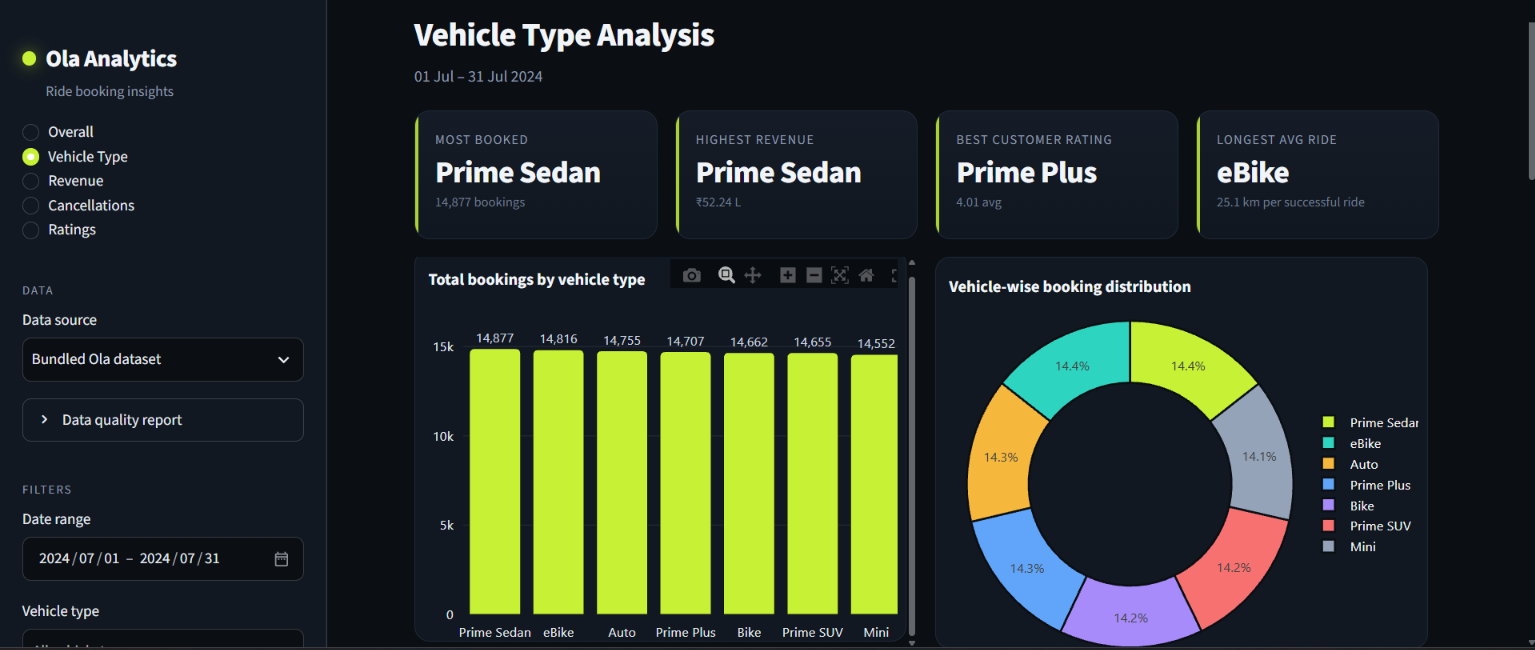 Ola Analytics
Ride booking insights
Overall
Vehicle Type
Revenue
Cancellations
Ratings
DATA
Data source
Bundled Ola dataset
Data quality report
FILTERS
Date range
2024/07/01 – 2024/07/31
Vehicle type
Vehicle Type Analysis
01 Jul – 31 Jul 2024
MOST BOOKED
Prime Sedan
14,877 bookings
HIGHEST REVENUE
Prime Sedan
₹52.24 L
BEST CUSTOMER RATING
Prime Plus
4.01 avg
LONGEST AVG RIDE
eBike
25.1 km per successful ride
Total bookings by vehicle type
14,877 14,816 14,755 14,707 14,662 14,655 14,552
15k
10k
5k
0
Prime Sedan eBike Auto Prime Plus Bike Prime SUV Mini
Vehicle-wise booking distribution
14.4% 14.4%
14.3% 14.1%
14.3% 14.2%
14.2%
Prime Sedan
eBike
Auto
Prime Plus
Bike
Prime SUV
Mini